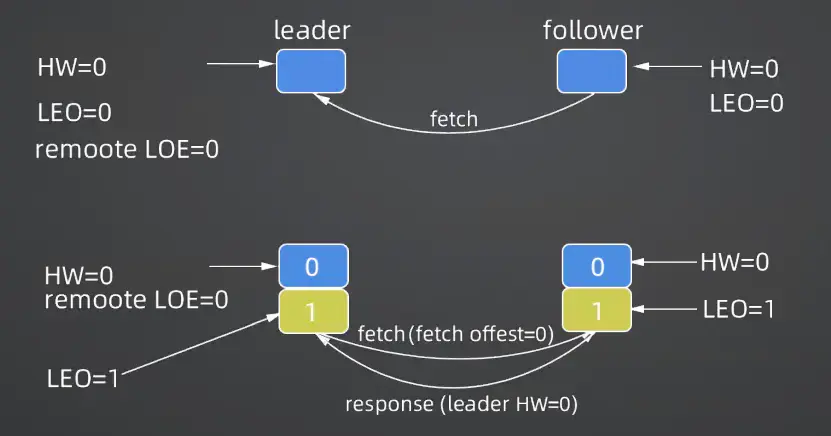 leader
follower
HW=0
LEO=0
remoote LOE=0
HW=0
LEO=0
fetch
HW=0
remoote LOE=0
LEO=1
0
1
0
1
HW=0
LEO=1
fetch(fetch offest=0)
response (leader HW=0)